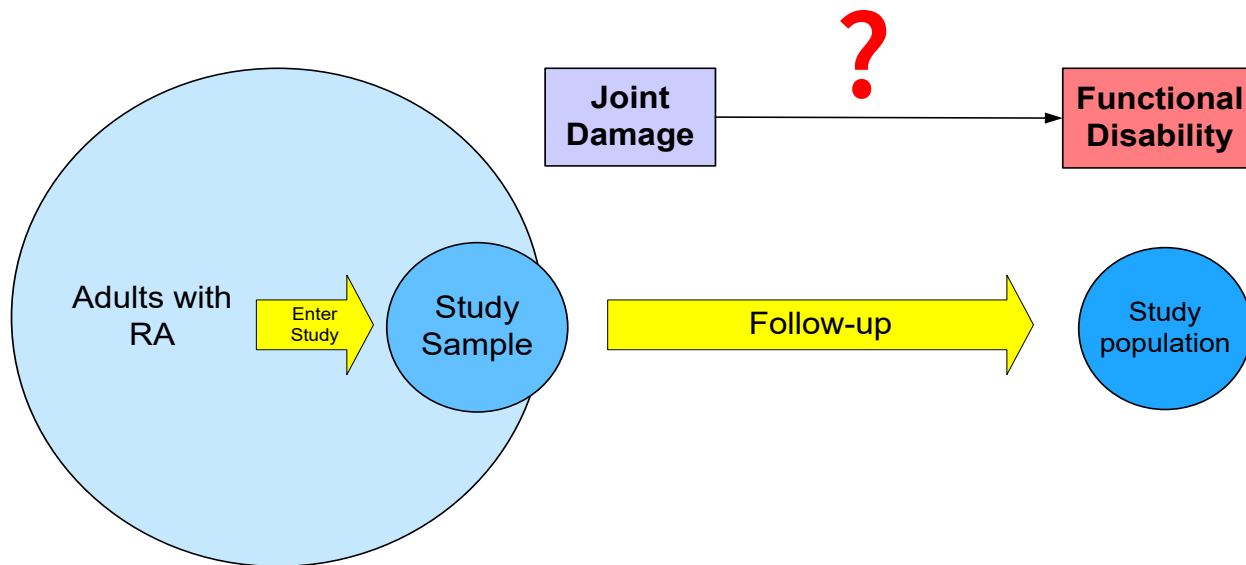 ?
Joint
Damage
Functional
Disability
Adults with
RA
Enter
Study
Study
Sample
Follow-up
Study
population